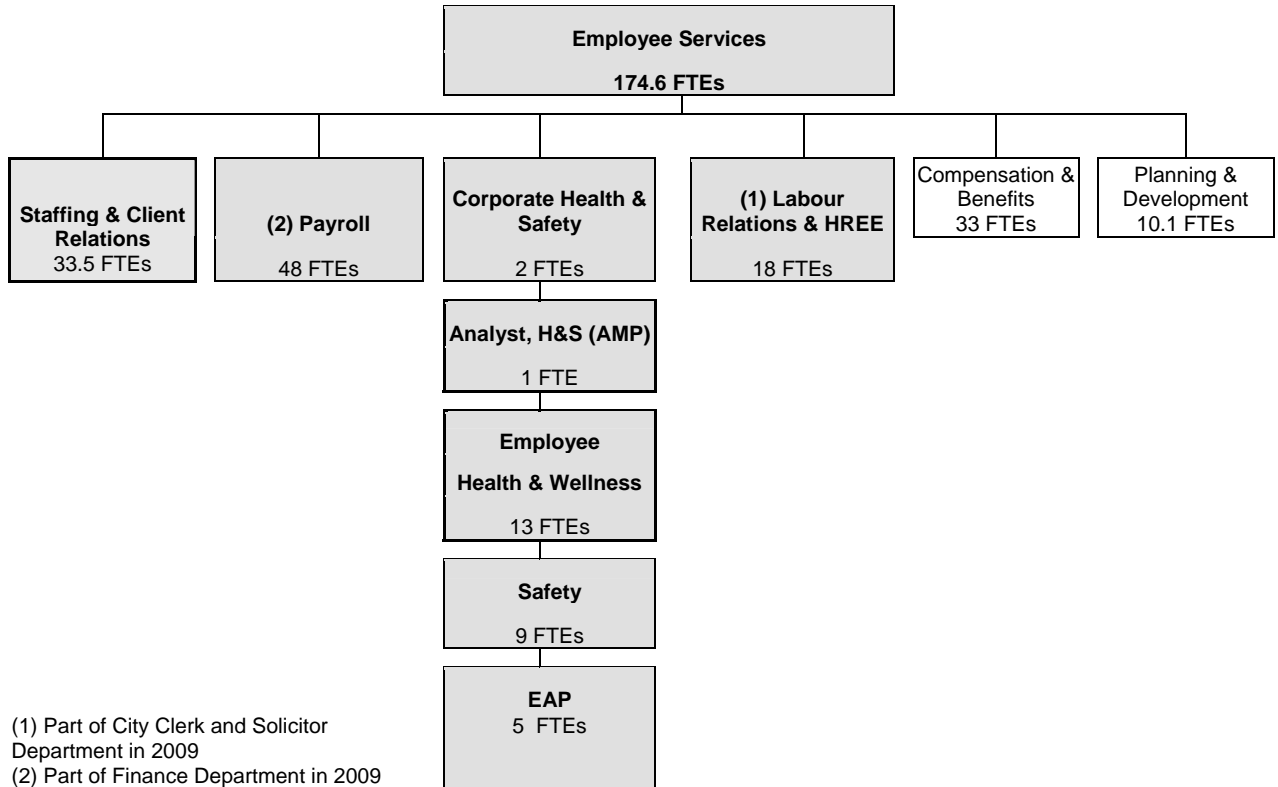 Employee Services
174.6 FTEs
Staffing & Client
Relations
33.5 FTEs
(2) Payroll
48 FTEs
Corporate Health &
Safety
2 FTEs
(1) Labour
Relations & HREE
18 FTEs
Compensation &
Benefits
33 FTEs
Planning &
Development
10.1 FTEs
Analyst, H&S (AMP)
1 FTE
Employee
Health & Wellness
13 FTEs
Safety
9 FTEs
EAP
5 FTEs
(1) Part of City Clerk and Solicitor
Department in 2009
(2) Part of Finance Department in 2009